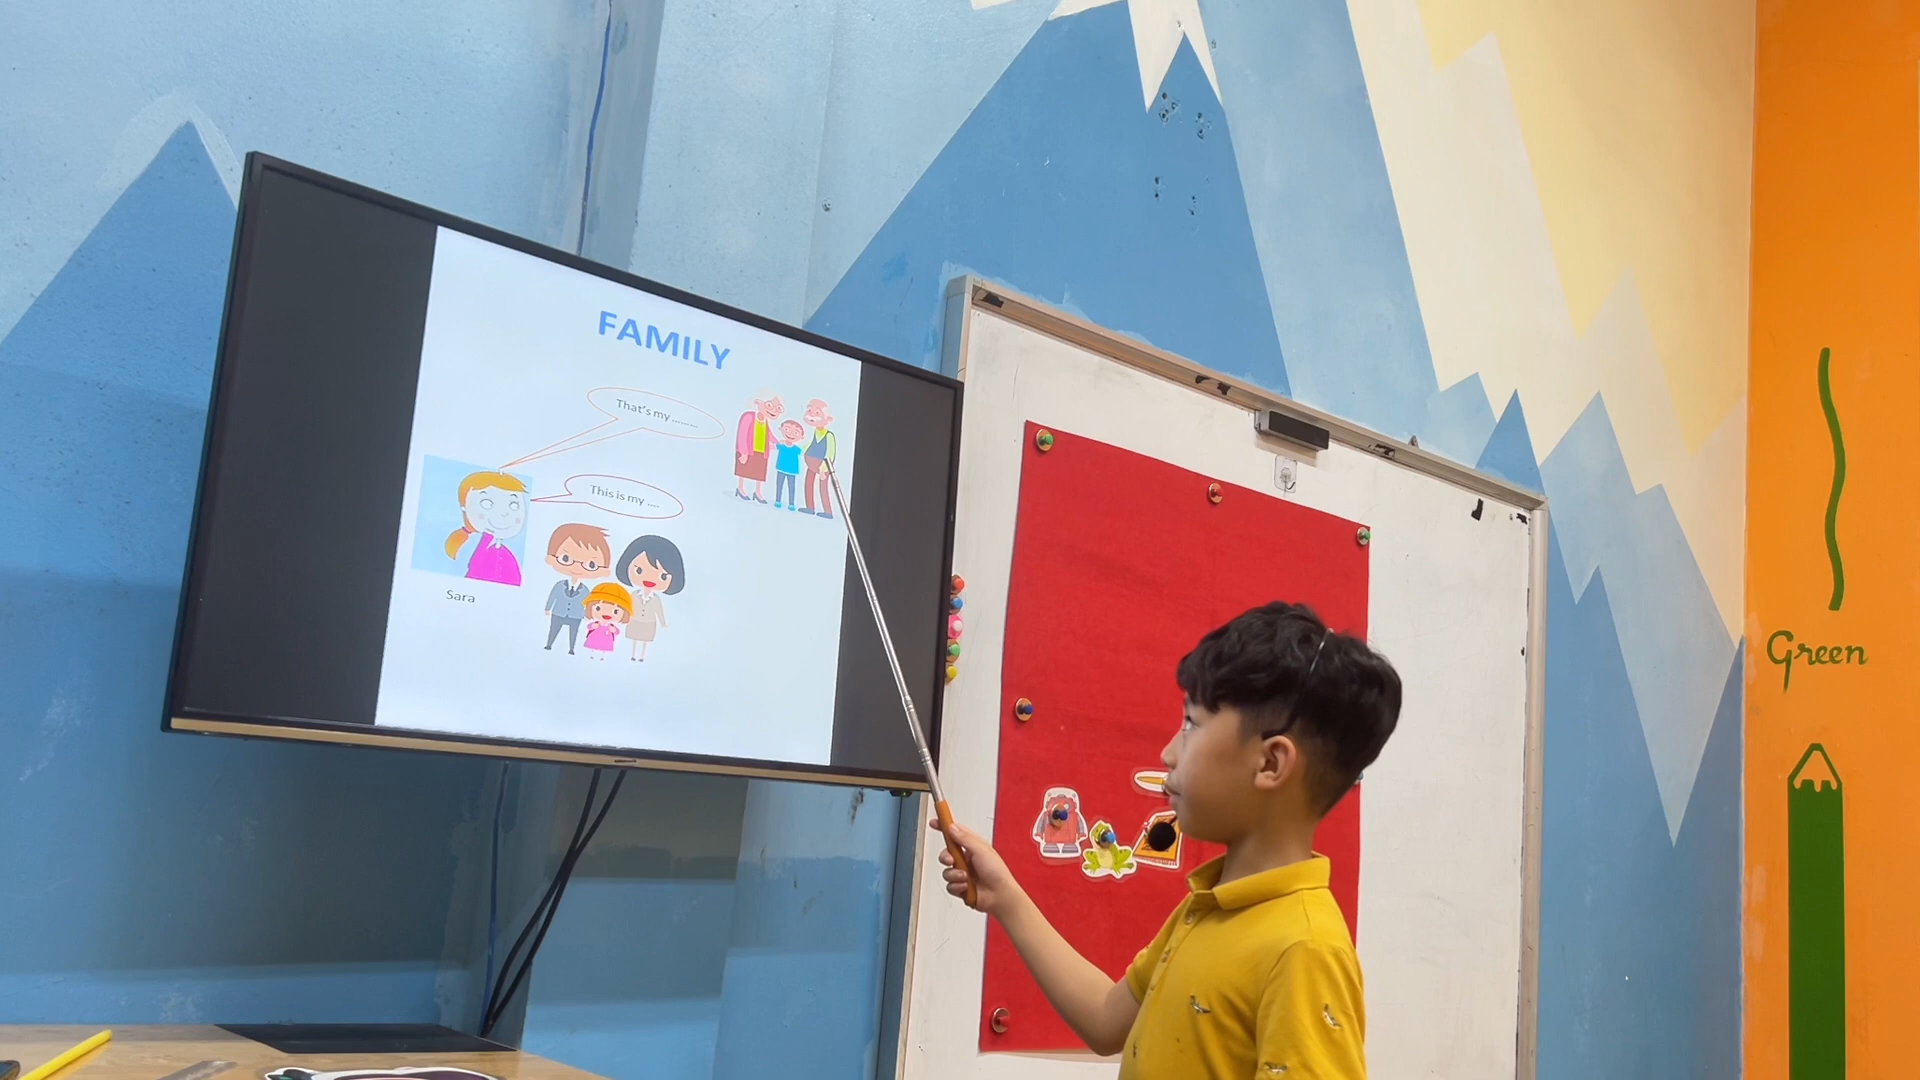 FAMILY
That's my .........
This is my ....
Sara
Green